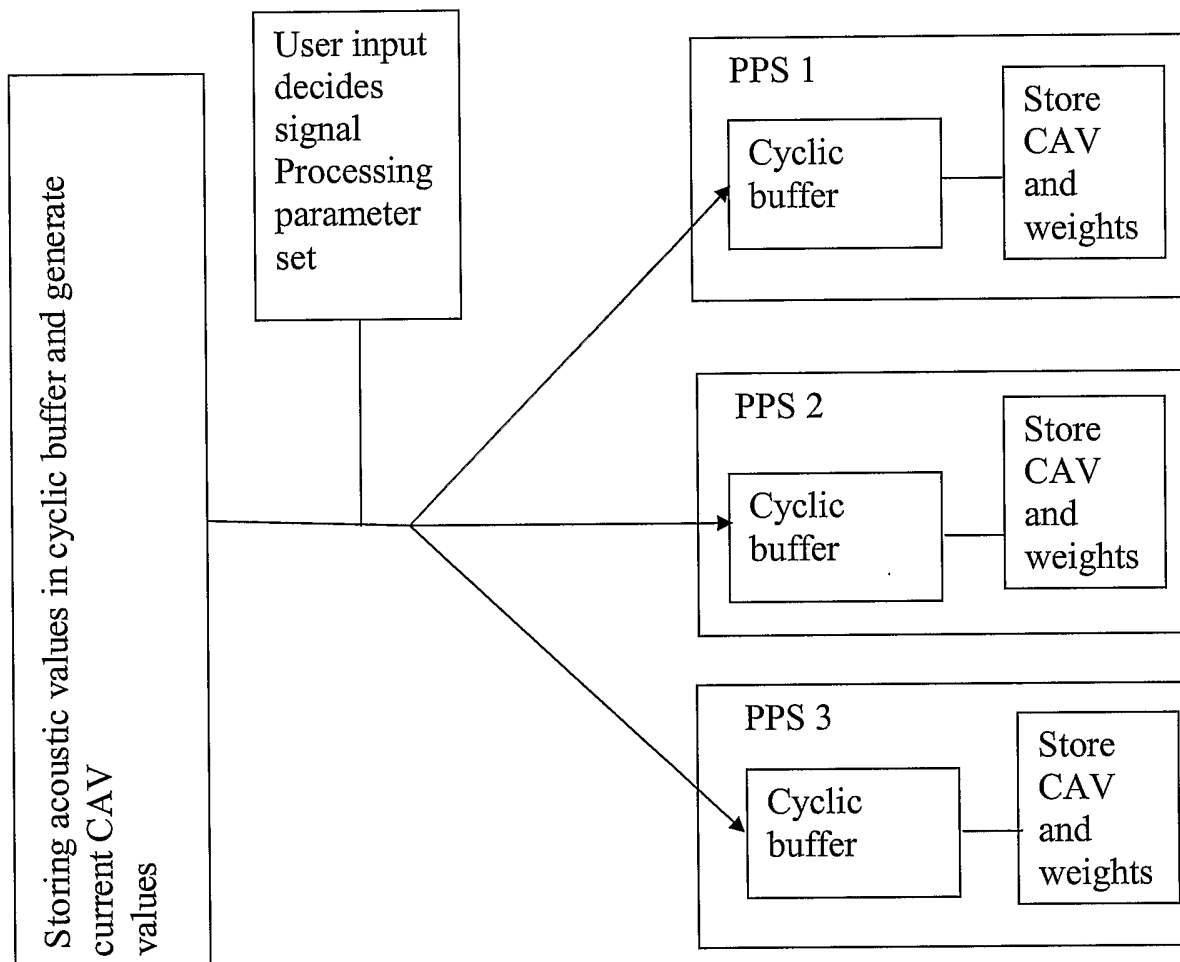 Storing acoustic values in cyclic buffer and generate
current CAV
values
User input
decides
signal
Processing
parameter
set
PPS 1
Cyclic
buffer
Store
CAV
and
weights
PPS 2
Cyclic
buffer
Store
CAV
and
weights
PPS 3
Cyclic
buffer
Store
CAV
and
weights